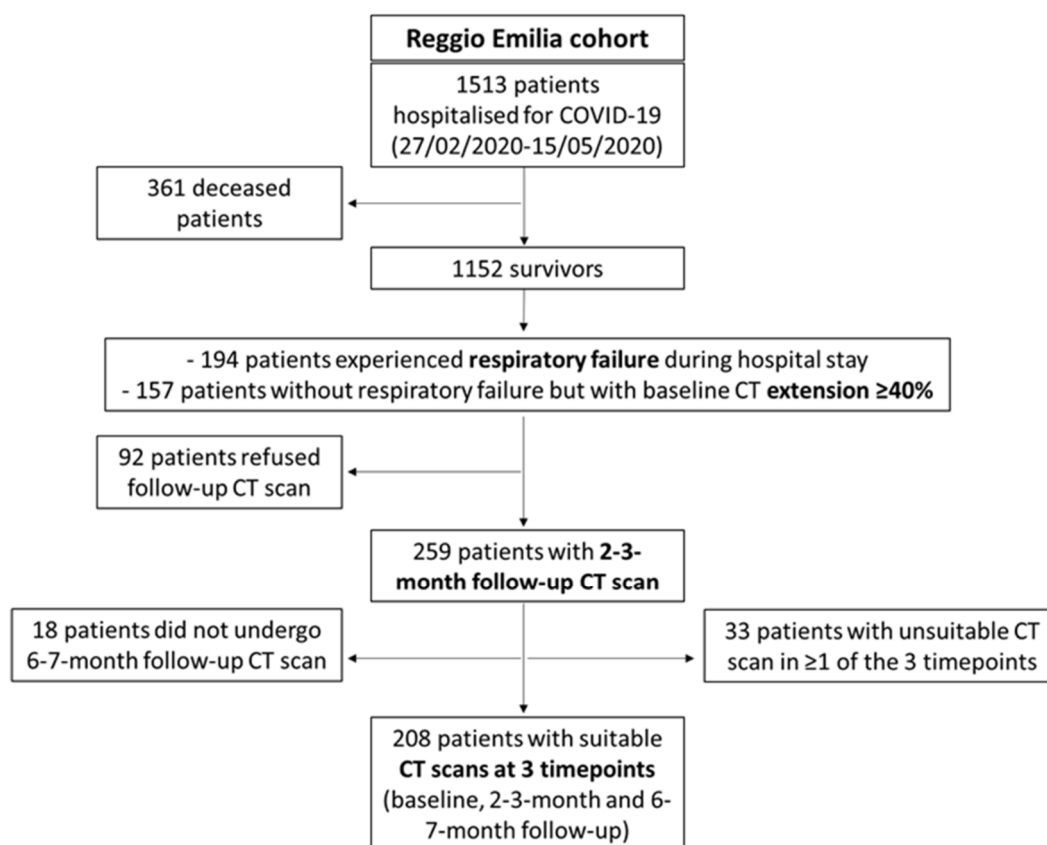 Reggio Emilia cohort
1513 patients
hospitalised for COVID-19
(27/02/2020-15/05/2020)
361 deceased
patients
1152 survivors
- 194 patients experienced respiratory failure during hospital stay
- 157 patients without respiratory failure but with baseline CT extension ≥40%
92 patients refused
follow-up CT scan
259 patients with 2-3-
month follow-up CT scan
18 patients did not undergo
6-7-month follow-up CT scan
33 patients with unsuitable CT
scan in ≥1 of the 3 timepoints
208 patients with suitable
CT scans at 3 timepoints
(baseline, 2-3-month and 6-
7-month follow-up)